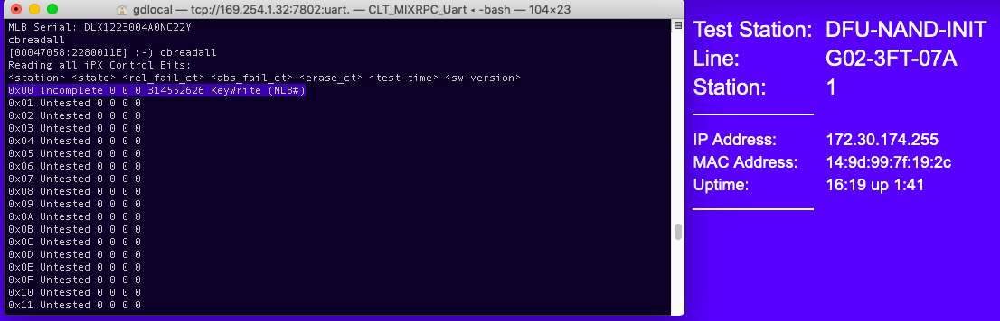 gdlocal — tcp://169.254.1.32:7802:uart. — CLT_MIXRPC_Uart ◂ -bash — 104×23
MLB Serial: DLX1223004A0NC22Y
cbreadall
[00047058:2280011E] :-) cbreadall
Reading all iPX Control Bits:
<station> <state> <rel_fail_ct> <abs_fail_ct> <erase_ct> <test-time> <sw-version>
0x00 Incomplete 0 0 0 314552626 KeyWrite (MLB#)
0x01 Untested 0 0 0 0
0x02 Untested 0 0 0 0
0x03 Untested 0 0 0 0
0x04 Untested 0 0 0 0
0x05 Untested 0 0 0 0
0x06 Untested 0 0 0 0
0x07 Untested 0 0 0 0
0x08 Untested 0 0 0 0
0x09 Untested 0 0 0 0
0x0A Untested 0 0 0 0
0x0B Untested 0 0 0 0
0x0C Untested 0 0 0 0
0x0D Untested 0 0 0 0
0x0E Untested 0 0 0 0
0x0F Untested 0 0 0 0
0x10 Untested 0 0 0 0
0x11 Untested 0 0 0 0
Test Station: DFU-NAND-INIT
Line: G02-3FT-07A
Station: 1
IP Address: 172.30.174.255
MAC Address: 14:9d:99:7f:19:2c
Uptime: 16:19 up 1:41